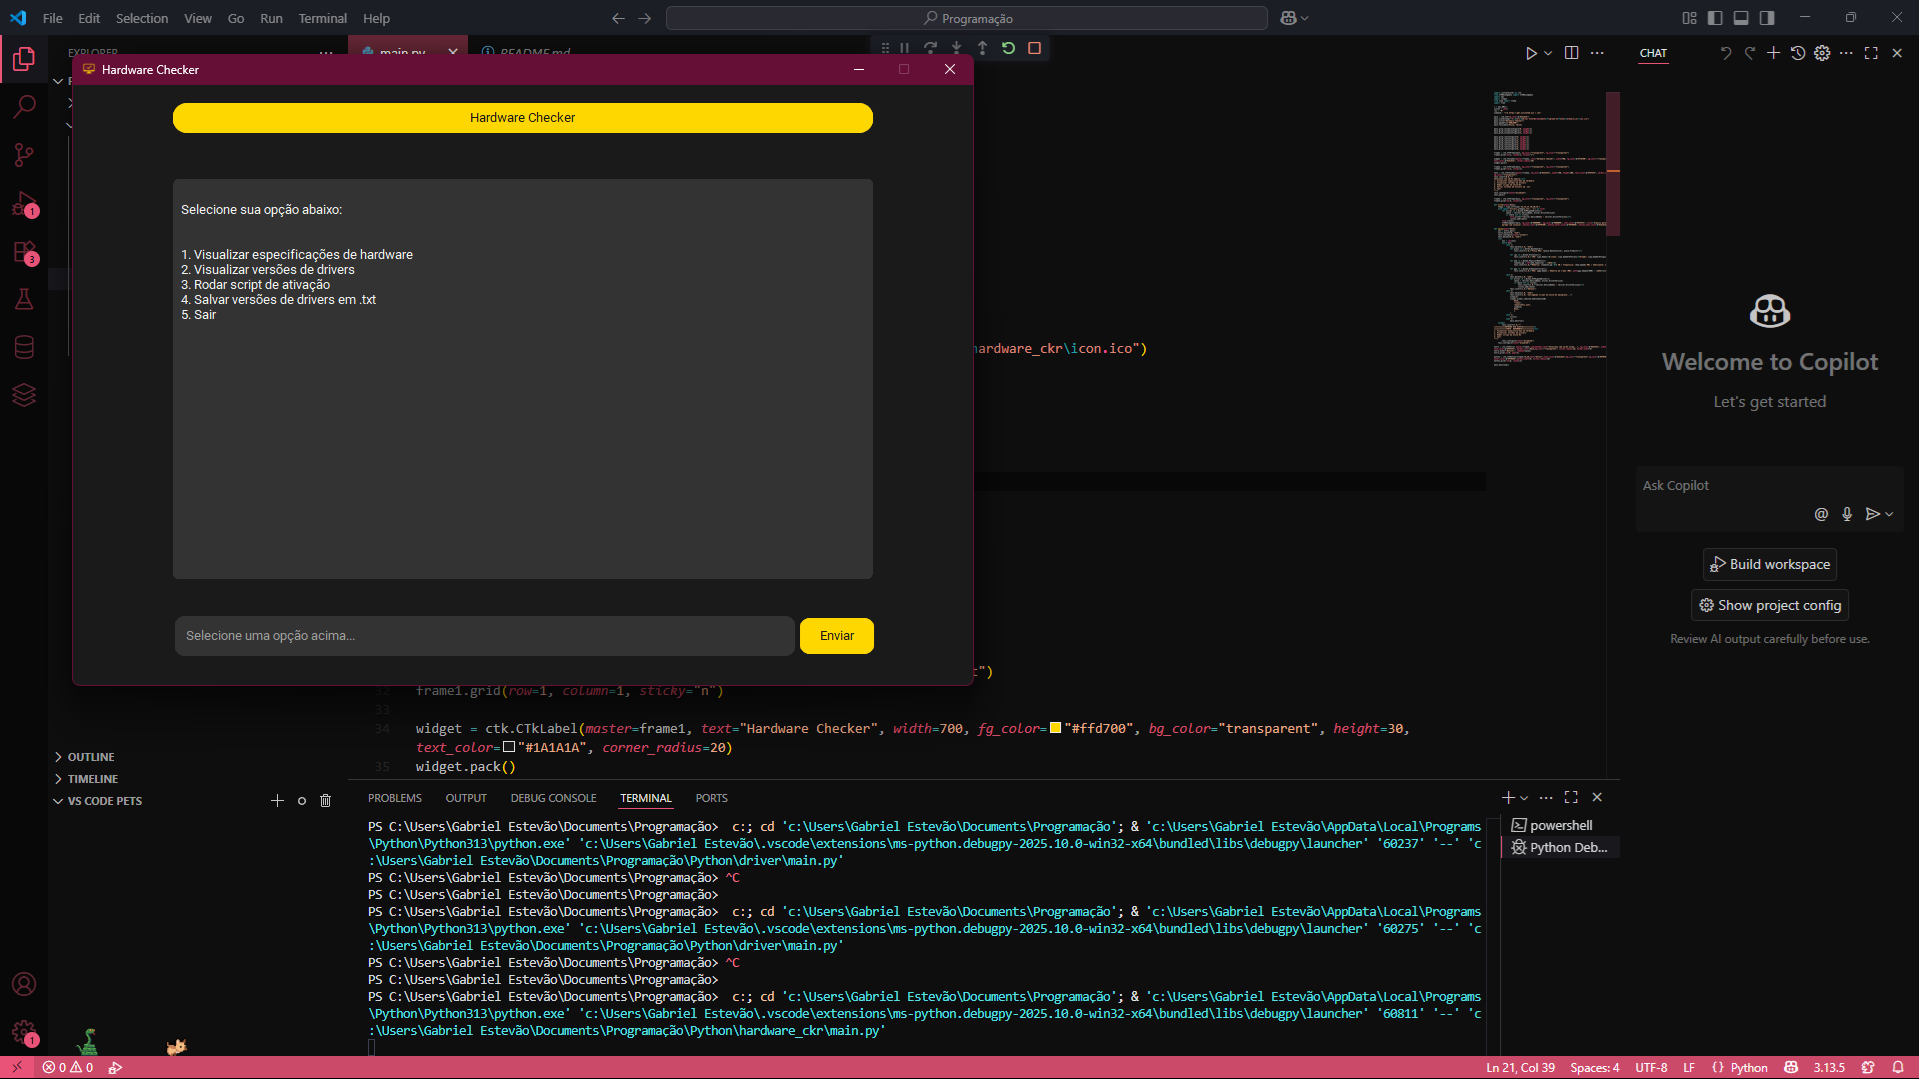 File Edit Selection View Go Run Terminal Help
Programação
EXPLORER
main.py
README.md
CHAT
Hardware Checker
Hardware Checker
Selecione sua opção abaixo:
1. Visualizar especificações de hardware
2. Visualizar versões de drivers
3. Rodar script de ativação
4. Salvar versões de drivers em .txt
5. Sair
Selecione uma opção acima...
Enviar
ardware_ckr\icon.ico")
t")
32 frame1.grid(row=1, column=1, sticky="n")
33
34 widget = ctk.CTkLabel(master=frame1, text="Hardware Checker", width=700, fg_color="#ffd700", bg_color="transparent", height=30,
text_color="#1A1A1A", corner_radius=20)
35 widget.pack()
Welcome to Copilot
Let's get started
Ask Copilot
Build workspace
Show project config
Review AI output carefully before use.
1
3
OUTLINE
TIMELINE
VS CODE PETS
PROBLEMS OUTPUT DEBUG CONSOLE TERMINAL PORTS
PS C:\Users\Gabriel Estevão\Documents\Programação> c:; cd 'c:\Users\Gabriel Estevão\Documents\Programação'; & 'c:\Users\Gabriel Estevão\AppData\Local\Programs
\Python\Python313\python.exe' 'c:\Users\Gabriel Estevão\.vscode\extensions\ms-python.debugpy-2025.10.0-win32-x64\bundled\libs\debugpy\launcher' '60237' '--' 'c
:\Users\Gabriel Estevão\Documents\Programação\Python\driver\main.py'
PS C:\Users\Gabriel Estevão\Documents\Programação> ^C
PS C:\Users\Gabriel Estevão\Documents\Programação>
PS C:\Users\Gabriel Estevão\Documents\Programação> c:; cd 'c:\Users\Gabriel Estevão\Documents\Programação'; & 'c:\Users\Gabriel Estevão\AppData\Local\Programs
\Python\Python313\python.exe' 'c:\Users\Gabriel Estevão\.vscode\extensions\ms-python.debugpy-2025.10.0-win32-x64\bundled\libs\debugpy\launcher' '60275' '--' 'c
:\Users\Gabriel Estevão\Documents\Programação\Python\driver\main.py'
PS C:\Users\Gabriel Estevão\Documents\Programação> ^C
PS C:\Users\Gabriel Estevão\Documents\Programação>
PS C:\Users\Gabriel Estevão\Documents\Programação> c:; cd 'c:\Users\Gabriel Estevão\Documents\Programação'; & 'c:\Users\Gabriel Estevão\AppData\Local\Programs
\Python\Python313\python.exe' 'c:\Users\Gabriel Estevão\.vscode\extensions\ms-python.debugpy-2025.10.0-win32-x64\bundled\libs\debugpy\launcher' '60811' '--' 'c
:\Users\Gabriel Estevão\Documents\Programação\Python\hardware_ckr\main.py'
powershell
Python Deb...
1
0 0
Ln 21, Col 39 Spaces: 4 UTF-8 LF {} Python 3.13.5